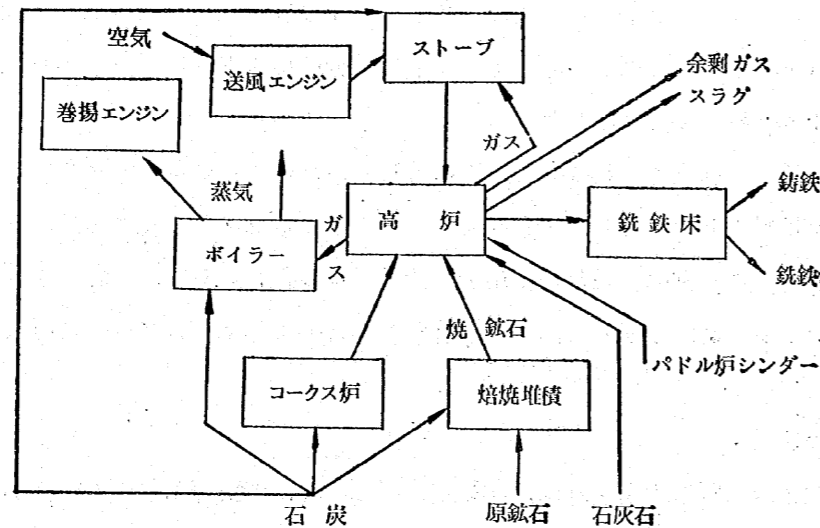 空気
ストーブ
送風エンジン
余剰ガス
スラグ
巻揚エンジン
ガス
蒸気
ガス
高炉
銑鉄床
鋳鉄
銑鉄
ボイラー
焼鉱石
パドル炉シンダー
コークス炉
焙焼堆積
石炭
原鉱石
石灰石